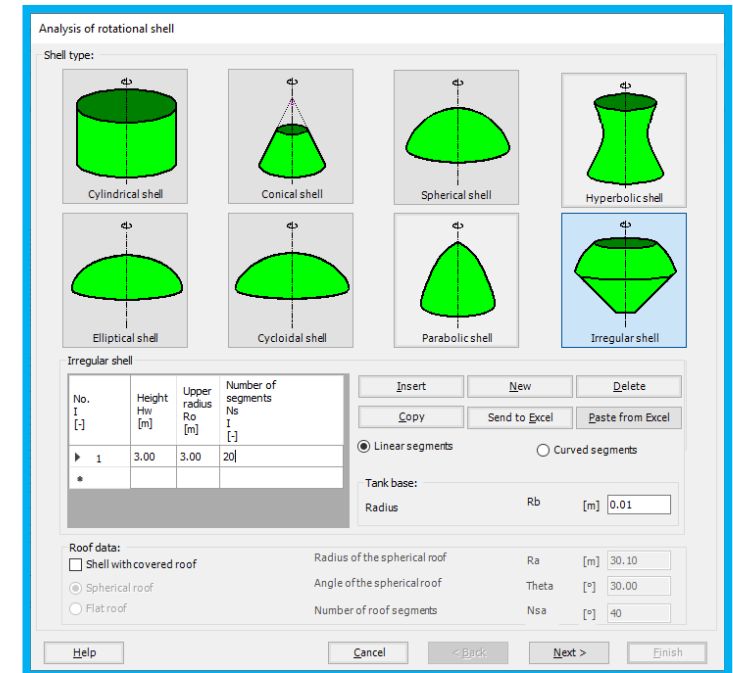 Analysis of rotational shell
Shell type:
Cylindrical shell
Conical shell
Spherical shell
Hyperbolic shell
Elliptical shell
Cycloidal shell
Parabolic shell
Irregular shell
Irregular shell
No.
I
[-]
Height
Hw
[m]
Upper
radius
Ro
[m]
Number of
segments
Ns
I
[-]
1 3.00 3.00 20
*
Insert New Delete
Copy Send to Excel Paste from Excel
Linear segments Curved segments
Tank base:
Radius Rb [m] 0.01
Roof data:
Shell with covered roof
Spherical roof
Flat roof
Radius of the spherical roof Ra [m] 30.10
Angle of the spherical roof Theta [°] 30.00
Number of roof segments Nsa [°] 40
Help Cancel < Back Next > Finish